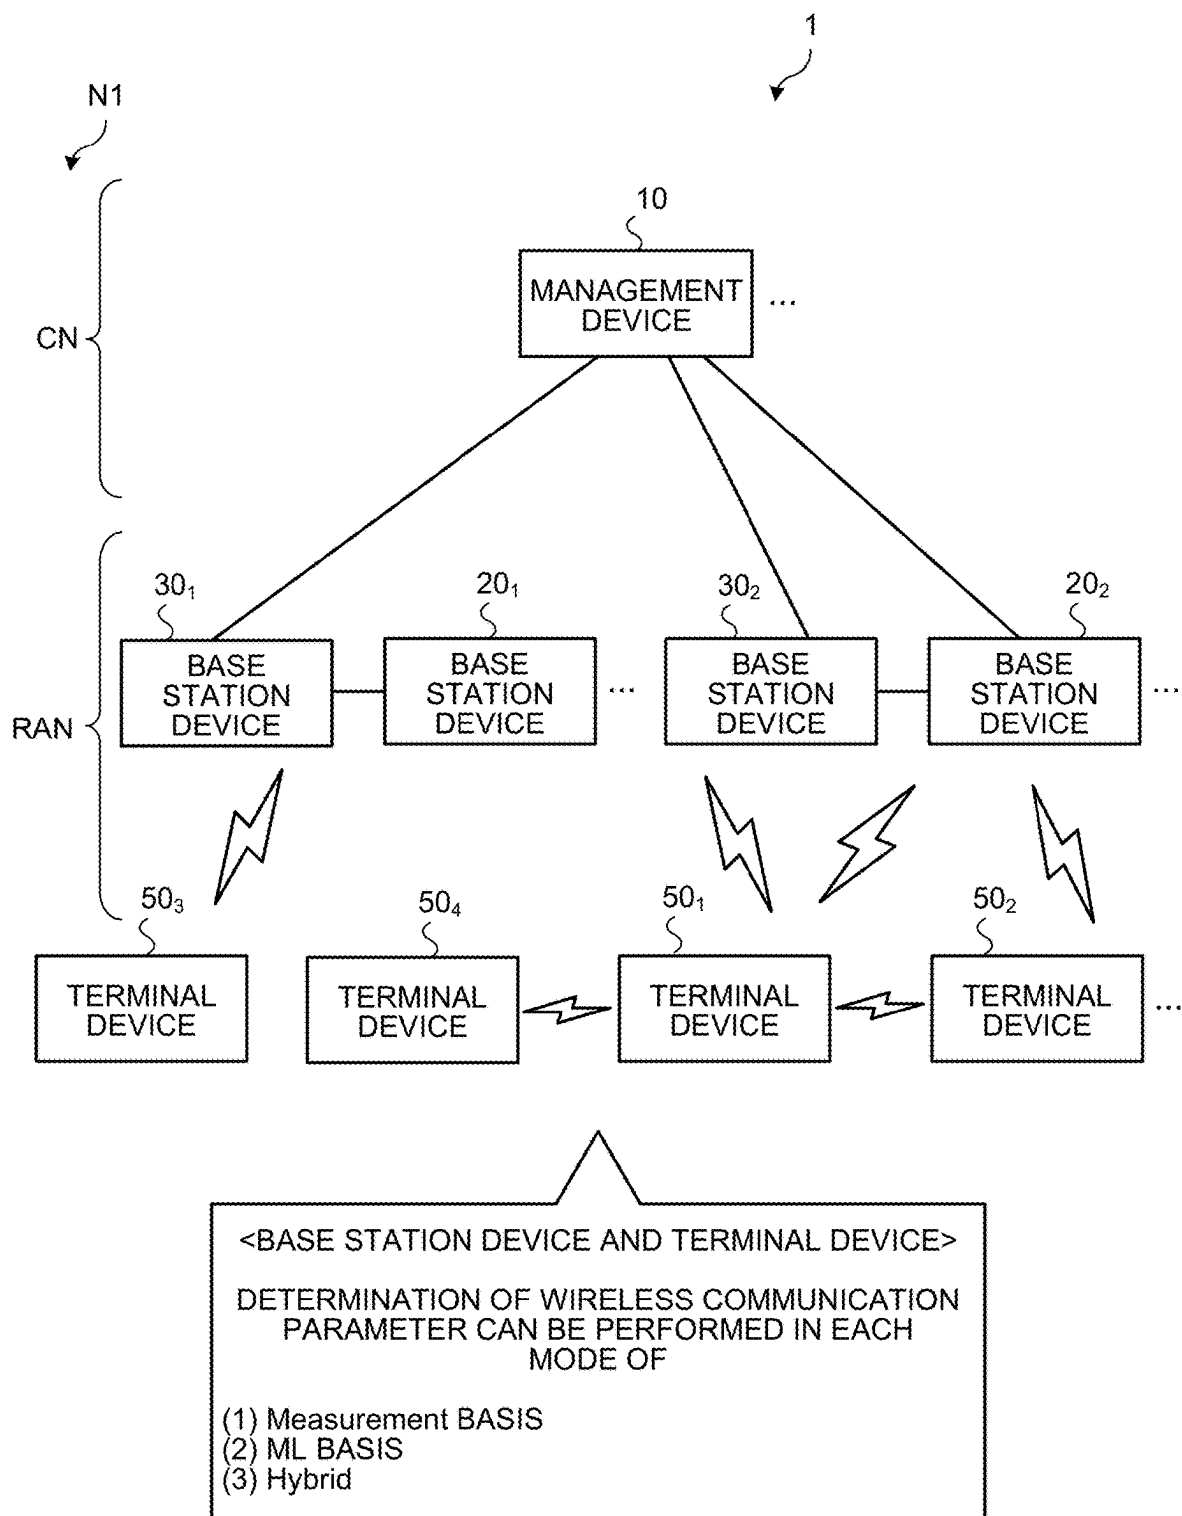 1
N1
10
MANAGEMENT
DEVICE
...
CN
30₁
20₁
30₂
20₂
BASE
STATION
DEVICE
BASE
STATION
DEVICE
...
BASE
STATION
DEVICE
BASE
STATION
DEVICE
...
RAN
50₃
50₄
50₁
50₂
TERMINAL
DEVICE
TERMINAL
DEVICE
TERMINAL
DEVICE
TERMINAL
DEVICE
...
<BASE STATION DEVICE AND TERMINAL DEVICE>
DETERMINATION OF WIRELESS COMMUNICATION
PARAMETER CAN BE PERFORMED IN EACH
MODE OF
(1) Measurement BASIS
(2) ML BASIS
(3) Hybrid